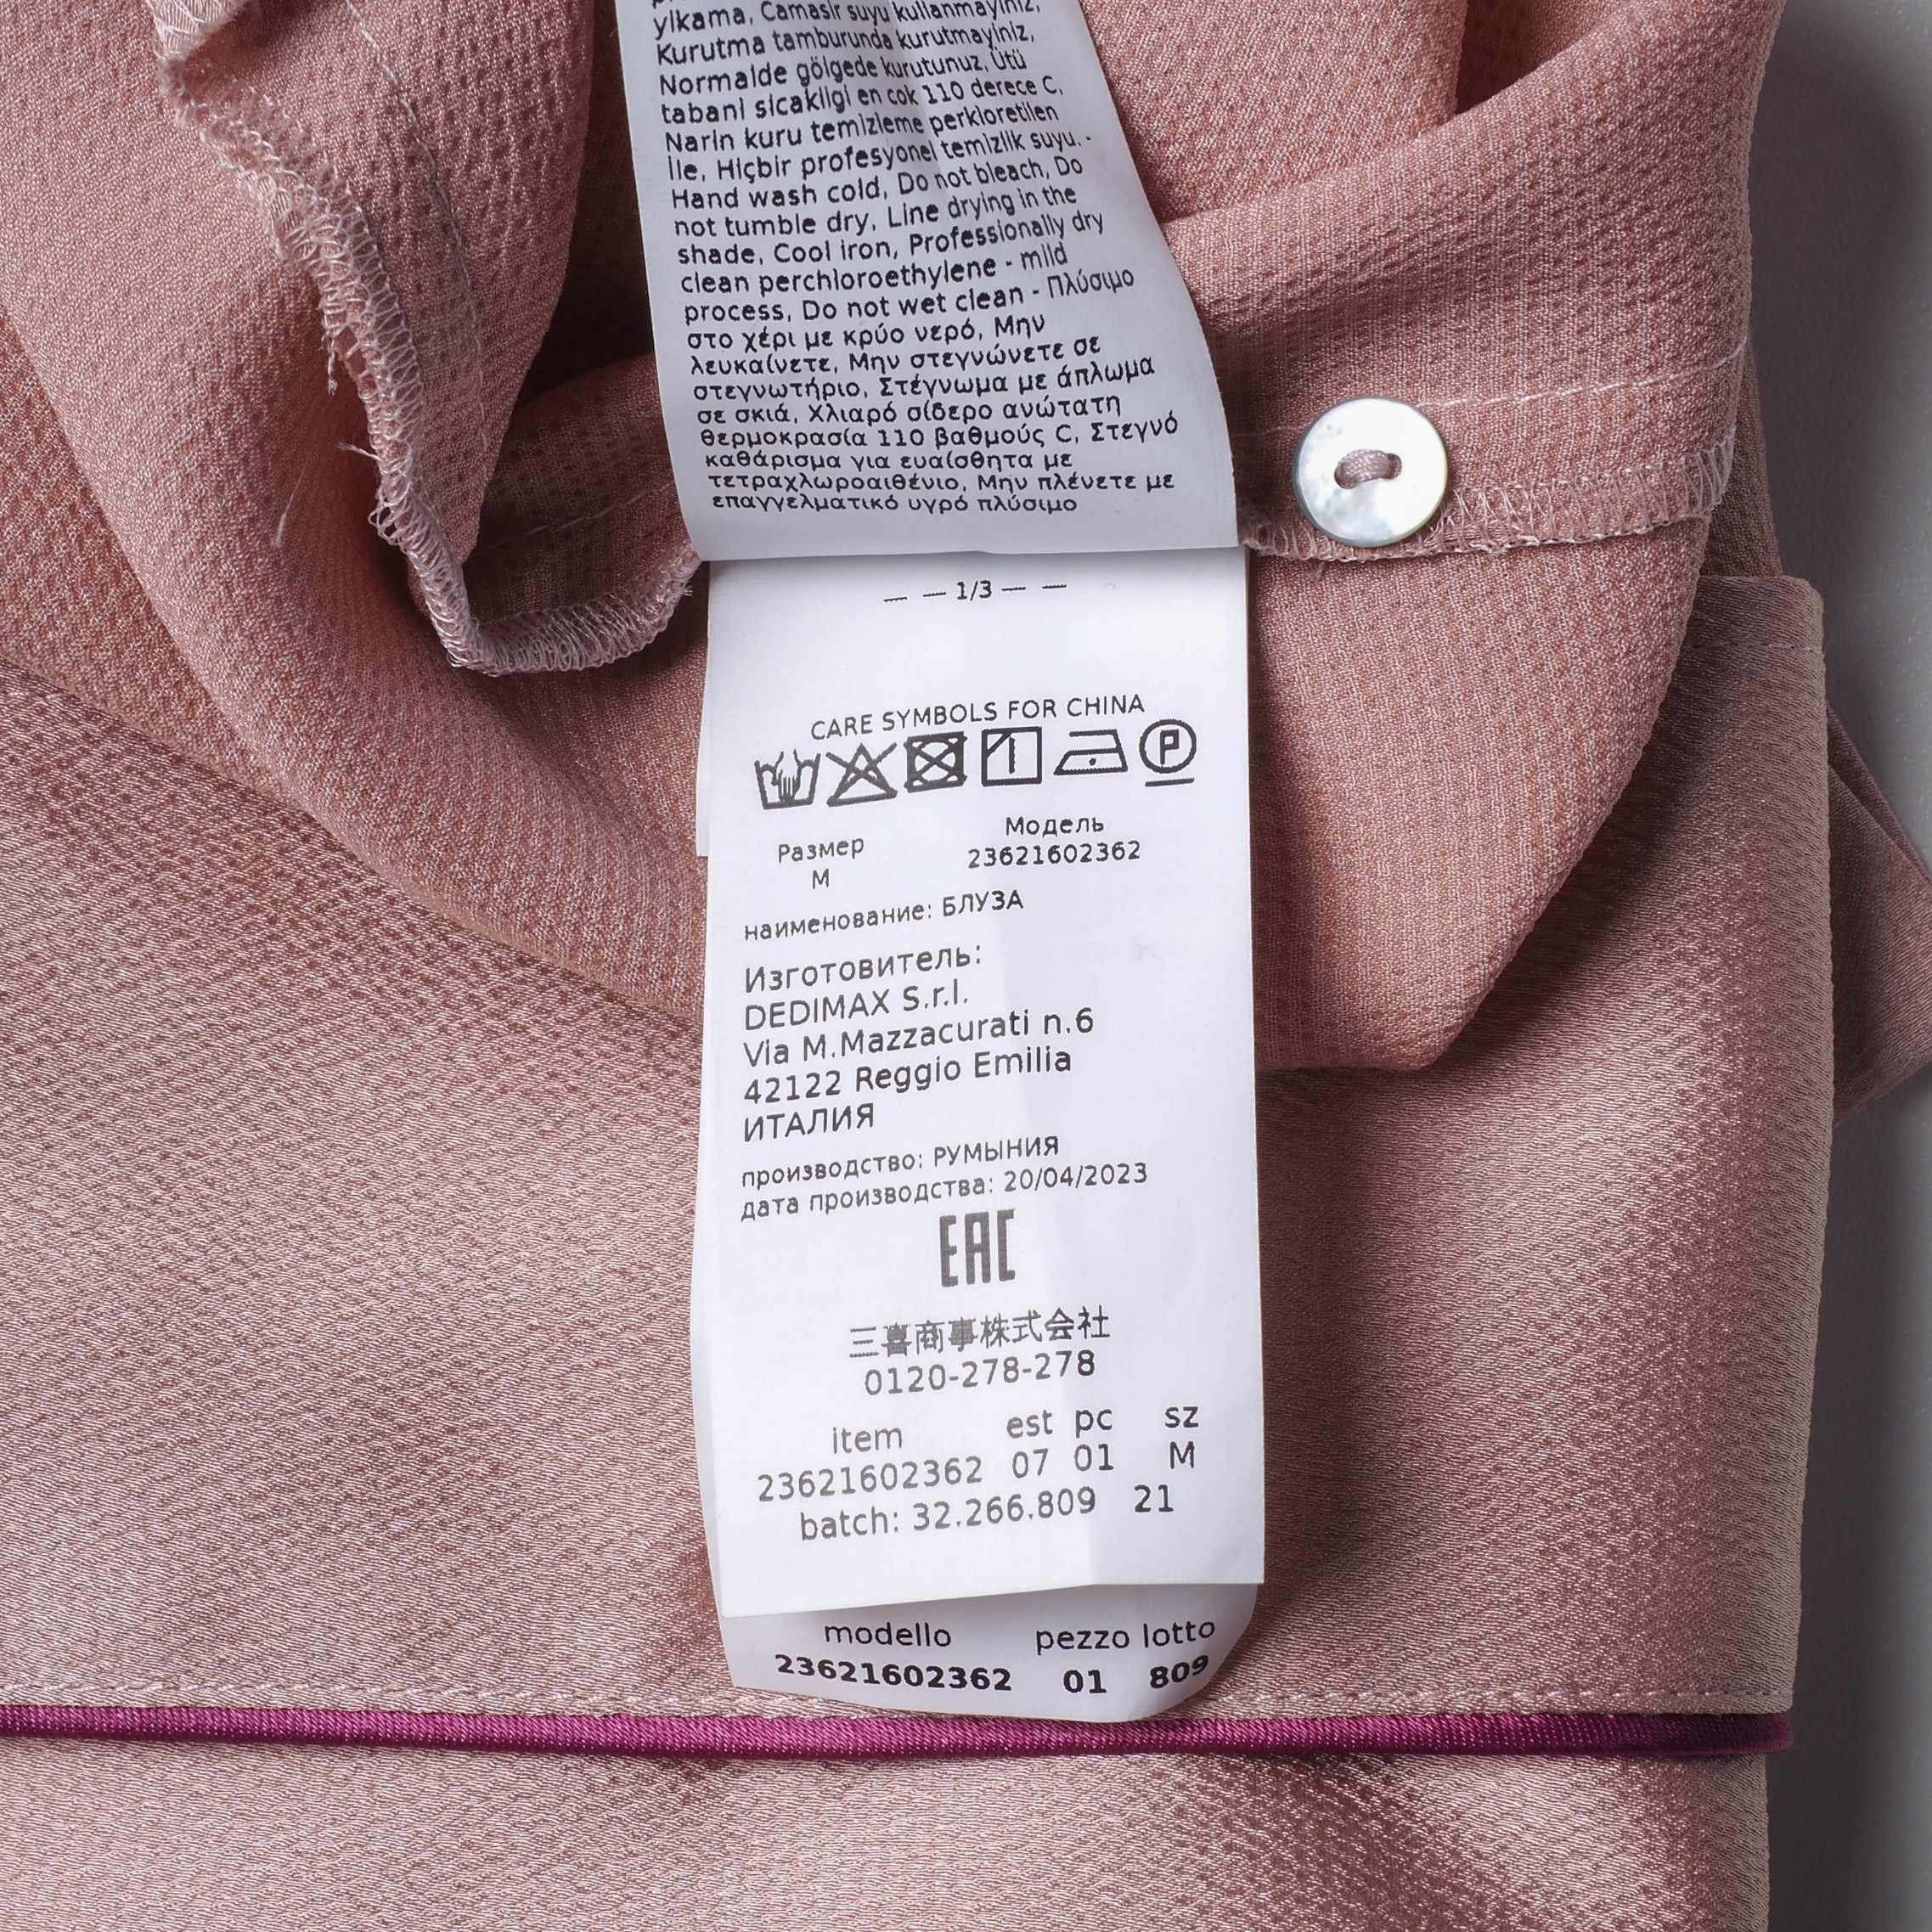 yıkama, Camasir suyu kullanmayiniz,
Kurutma tamburunda kurutmayiniz,
Normalde gölgede kurutunuz, Ütü
tabani sicakligi en cok 110 derece C,
Narin kuru temizleme perkloretilen
İle, Hiçbir profesyonel temizlik suyu. -
Hand wash cold, Do not bleach, Do
not tumble dry, Line drying in the
shade, Cool iron, Professionally dry
clean perchloroethylene - mild
process, Do not wet clean - Πλύσιμο
στο χέρι με κρύο νερό, Μην
λευκαίνετε, Μην στεγνώνετε σε
στεγνωτήριο, Στέγνωμα με άπλωμα
σε σκιά, Χλιαρό σίδερο ανώτατη
θερμοκρασία 110 βαθμούς C, Στεγνό
καθάρισμα για ευαίσθητα με
τετραχλωροαιθένιο, Μην πλένετε με
επαγγελματικό υγρό πλύσιμο
— — 1/3 — —
CARE SYMBOLS FOR CHINA
P
Размер Модель
M 23621602362
наименование: БЛУЗА
Изготовитель:
DEDIMAX S.r.l.
Via M.Mazzacurati n.6
42122 Reggio Emilia
ИТАЛИЯ
производство: РУМЫНИЯ
дата производства: 20/04/2023
EAC
三喜商事株式会社
0120-278-278
item est pc sz
23621602362 07 01 M
batch: 32.266.809 21
modello pezzo lotto
23621602362 01 809